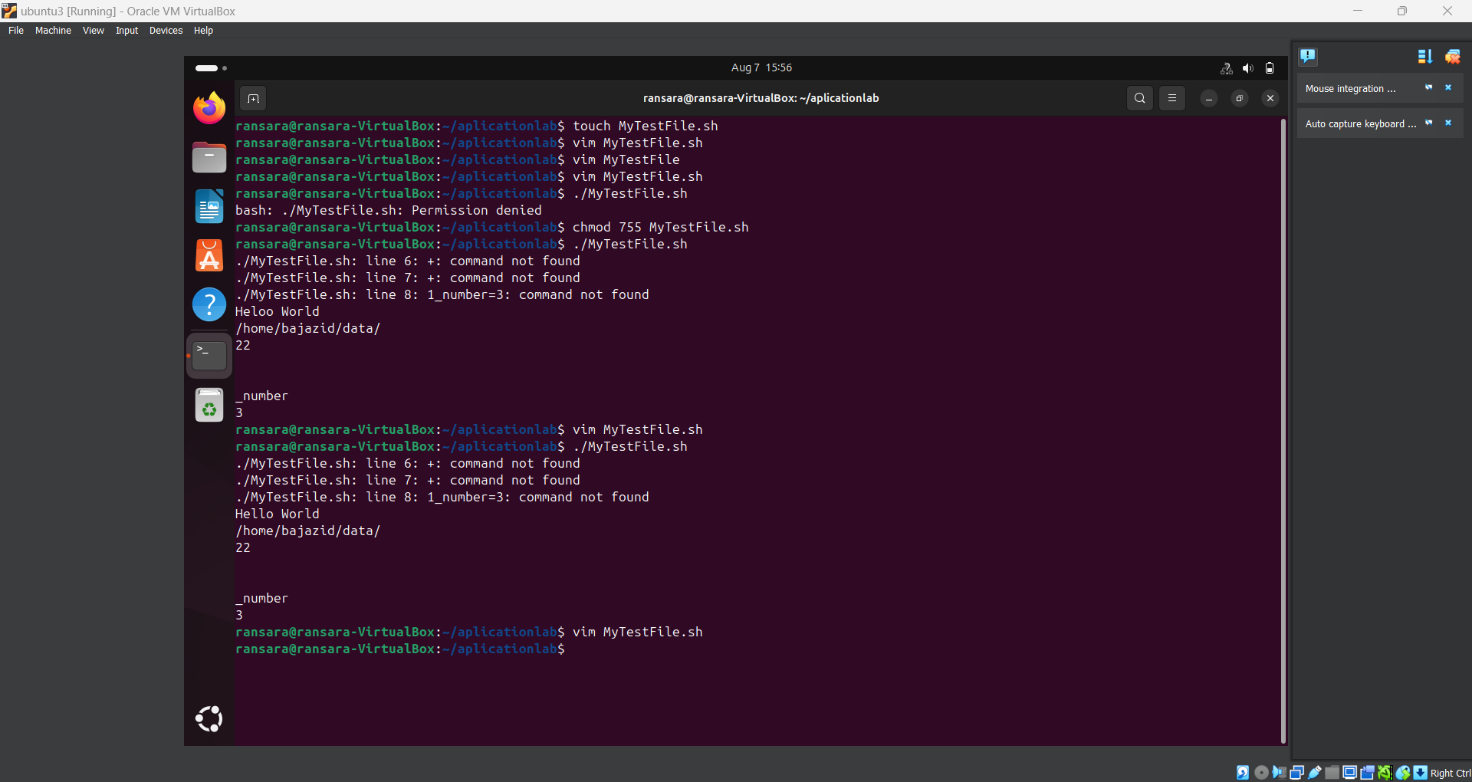 ubuntu3 [Running] - Oracle VM VirtualBox
File Machine View Input Devices Help
Aug 7 15:56
ransara@ransara-VirtualBox: ~/aplicationlab
Mouse integration ...
Auto capture keyboard ...
ransara@ransara-VirtualBox:~/aplicationlab$ touch MyTestFile.sh
ransara@ransara-VirtualBox:~/aplicationlab$ vim MyTestFile.sh
ransara@ransara-VirtualBox:~/aplicationlab$ vim MyTestFile
ransara@ransara-VirtualBox:~/aplicationlab$ vim MyTestFile.sh
ransara@ransara-VirtualBox:~/aplicationlab$ ./MyTestFile.sh
bash: ./MyTestFile.sh: Permission denied
ransara@ransara-VirtualBox:~/aplicationlab$ chmod 755 MyTestFile.sh
ransara@ransara-VirtualBox:~/aplicationlab$ ./MyTestFile.sh
./MyTestFile.sh: line 6: +: command not found
./MyTestFile.sh: line 7: +: command not found
./MyTestFile.sh: line 8: 1_number=3: command not found
Heloo World
/home/bajazid/data/
22
_number
3
ransara@ransara-VirtualBox:~/aplicationlab$ vim MyTestFile.sh
ransara@ransara-VirtualBox:~/aplicationlab$ ./MyTestFile.sh
./MyTestFile.sh: line 6: +: command not found
./MyTestFile.sh: line 7: +: command not found
./MyTestFile.sh: line 8: 1_number=3: command not found
Hello World
/home/bajazid/data/
22
_number
3
ransara@ransara-VirtualBox:~/aplicationlab$ vim MyTestFile.sh
ransara@ransara-VirtualBox:~/aplicationlab$
Right Ctrl